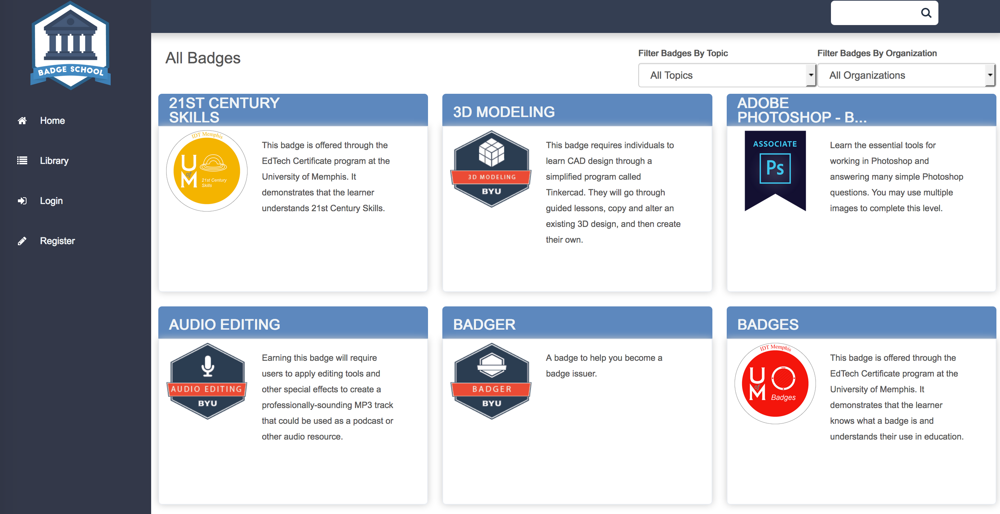 BADGE SCHOOL
Home
Library
Login
Register
All Badges
Filter Badges By Topic
All Topics
Filter Badges By Organization
All Organizations
21ST CENTURY
SKILLS
IDT Memphis
U
of
M
21st Century
Skills
This badge is offered through the
EdTech Certificate program at the
University of Memphis. It
demonstrates that the learner
understands 21st Century Skills.
3D MODELING
3D MODELING
BYU
This badge requires individuals to
learn CAD design through a
simplified program called
Tinkercad. They will go through
guided lessons, copy and alter an
existing 3D design, and then create
their own.
ADOBE
PHOTOSHOP - B...
ASSOCIATE
Ps
Learn the essential tools for
working in Photoshop and
answering many simple Photoshop
questions. You may use multiple
images to complete this level.
AUDIO EDITING
AUDIO EDITING
BYU
Earning this badge will require
users to apply editing tools and
other special effects to create a
professionally-sounding MP3 track
that could be used as a podcast or
other audio resource.
BADGER
BADGER
BYU
A badge to help you become a
badge issuer.
BADGES
IDT Memphis
U
of
M
Badges
This badge is offered through the
EdTech Certificate program at the
University of Memphis. It
demonstrates that the learner
knows what a badge is and
understands their use in education.